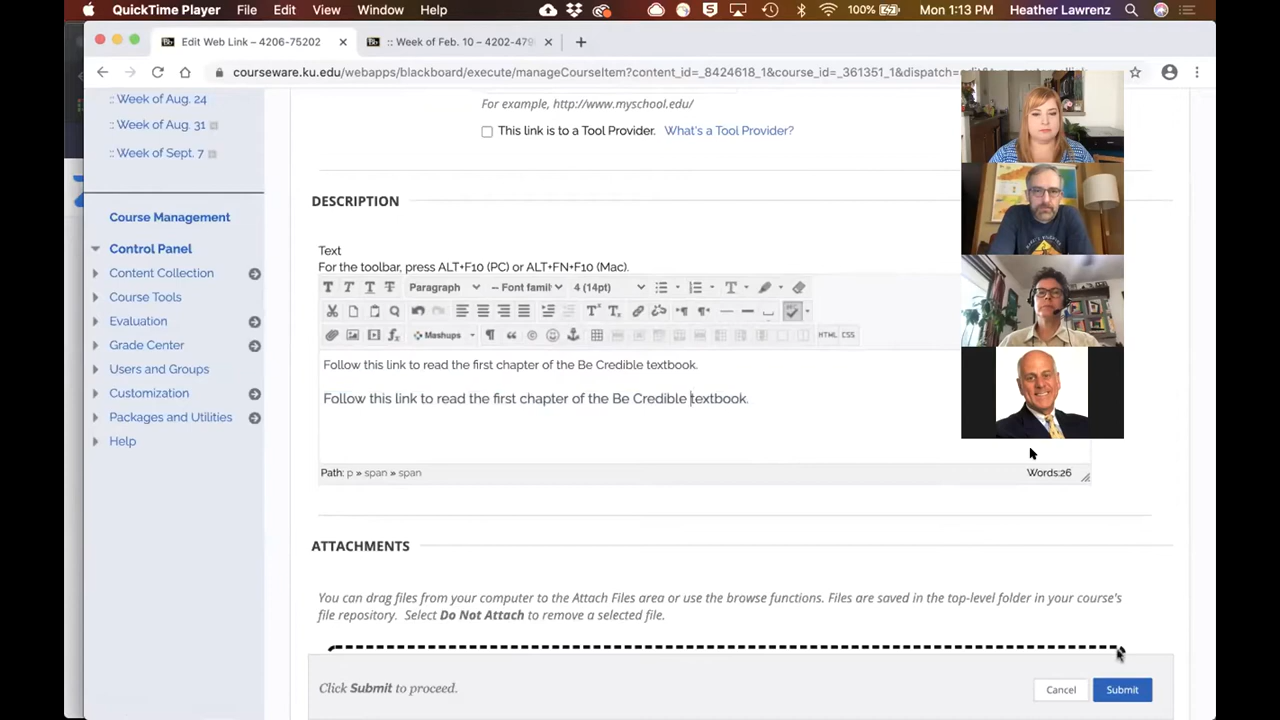 QuickTime Player File Edit View Window Help 100% Mon 1:13 PM Heather Lawrenz
Edit Web Link – 4206-75202 :: Week of Feb. 10 – 4202-479
courseware.ku.edu/webapps/blackboard/execute/manageCourseItem?content_id=_8424618_1&course_id=_361351_1&dispatch=
:: Week of Aug. 24
:: Week of Aug. 31
:: Week of Sept. 7
Course Management
Control Panel
Content Collection
Course Tools
Evaluation
Grade Center
Users and Groups
Customization
Packages and Utilities
Help
For example, http://www.myschool.edu/
This link is to a Tool Provider. What's a Tool Provider?
DESCRIPTION
Text
For the toolbar, press ALT+F10 (PC) or ALT+FN+F10 (Mac).
T T T T Paragraph -- Font famil 4 (14pt) T
T T
Mashups HTML CSS
Follow this link to read the first chapter of the Be Credible textbook.
Follow this link to read the first chapter of the Be Credible textbook.
Path: p » span » span Words:26
ATTACHMENTS
You can drag files from your computer to the Attach Files area or use the browse functions. Files are saved in the top-level folder in your course's
file repository. Select Do Not Attach to remove a selected file.
Click Submit to proceed. Cancel Submit